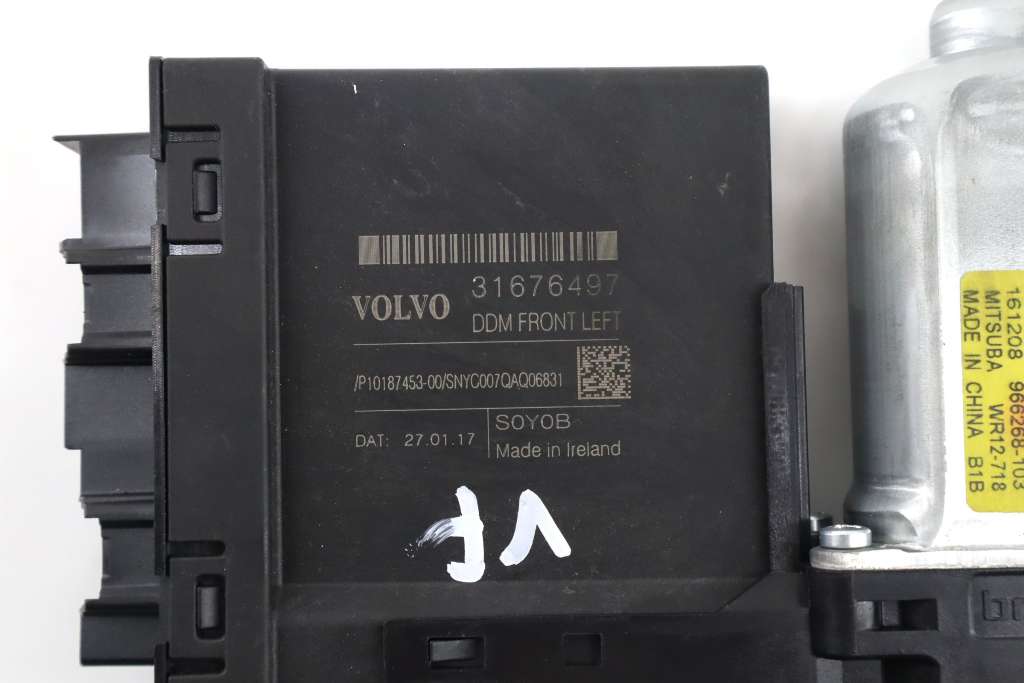 31676497
VOLVO
DDM FRONT LEFT
/P10187453-00/SNYC007QAQ06831
S0Y0B
DAT: 27.01.17
Made in Ireland
VF
161208 966268-103
MITSUBA WR12-718
MADE IN CHINA B1B